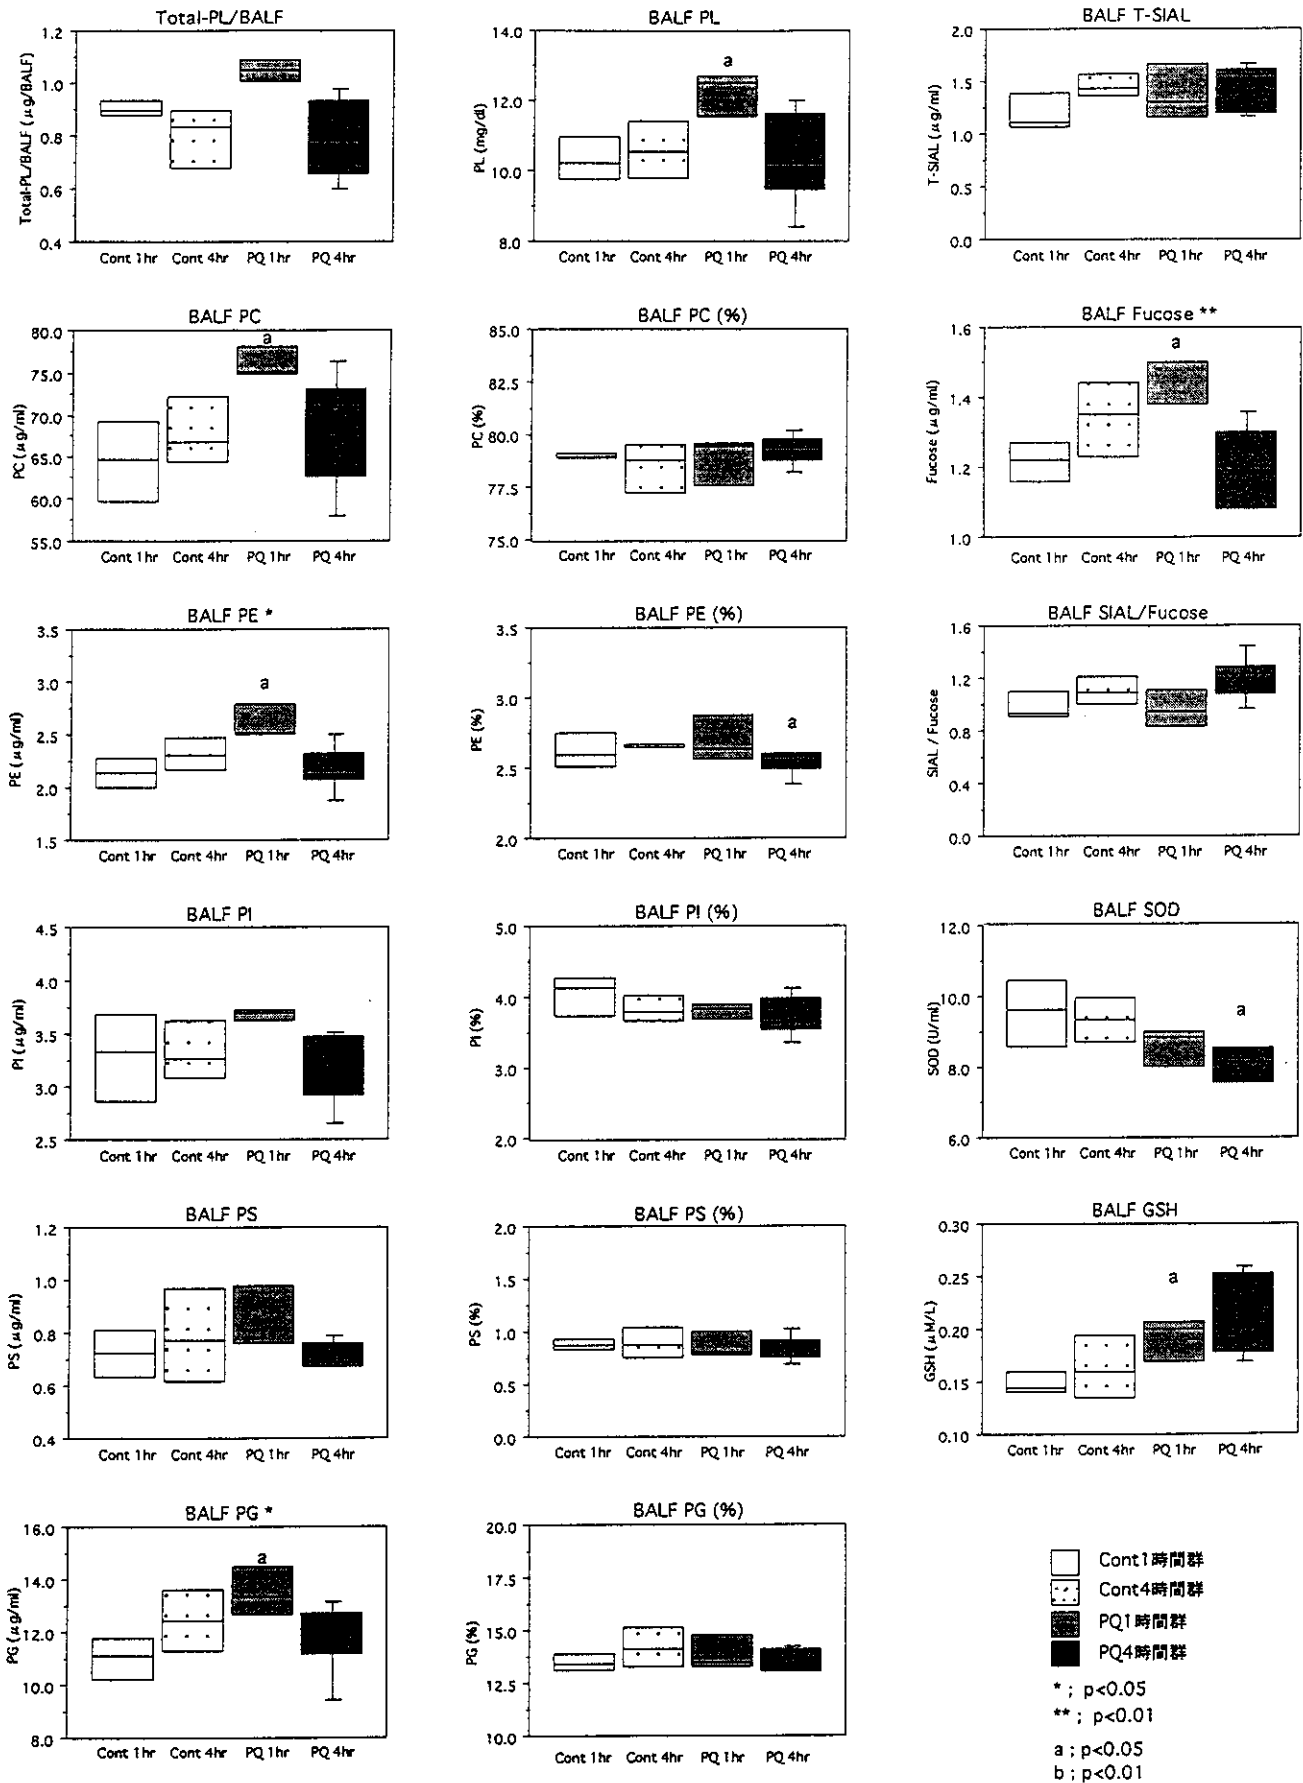 Total-PL/BALF
Total-PL/BALF (μg/BALF)
1.2
1.0
0.8
0.6
0.4
Cont 1hr Cont 4hr PQ 1hr PQ 4hr
BALF PL
PL (mg/dl)
14.0
12.0
10.0
8.0
a
Cont 1hr Cont 4hr PQ 1hr PQ 4hr
BALF T-SIAL
T-SIAL (μg/ml)
2.0
1.5
1.0
0.5
0.0
Cont 1hr Cont 4hr PQ 1hr PQ 4hr
BALF PC
PC (μg/ml)
80.0
75.0
70.0
65.0
60.0
55.0
a
Cont 1hr Cont 4hr PQ 1hr PQ 4hr
BALF PC (%)
PC (%)
85.0
82.5
80.0
77.5
75.0
Cont 1hr Cont 4hr PQ 1hr PQ 4hr
BALF Fucose **
Fucose (μg/ml)
1.6
1.4
1.2
1.0
a
Cont 1hr Cont 4hr PQ 1hr PQ 4hr
BALF PE *
PE (μg/ml)
3.5
3.0
2.5
2.0
1.5
a
Cont 1hr Cont 4hr PQ 1hr PQ 4hr
BALF PE (%)
PE (%)
3.5
3.0
2.5
2.0
a
Cont 1hr Cont 4hr PQ 1hr PQ 4hr
BALF SIAL/Fucose
SIAL / Fucose
1.6
1.2
0.8
0.4
0.0
Cont 1hr Cont 4hr PQ 1hr PQ 4hr
BALF PI
PI (μg/ml)
4.5
4.0
3.5
3.0
2.5
Cont 1hr Cont 4hr PQ 1hr PQ 4hr
BALF PI (%)
PI (%)
5.0
4.0
3.0
2.0
Cont 1hr Cont 4hr PQ 1hr PQ 4hr
BALF SOD
SOD (U/ml)
12.0
10.0
8.0
6.0
a
Cont 1hr Cont 4hr PQ 1hr PQ 4hr
BALF PS
PS (μg/ml)
1.2
1.0
0.8
0.6
0.4
Cont 1hr Cont 4hr PQ 1hr PQ 4hr
BALF PS (%)
PS (%)
2.0
1.5
1.0
0.5
0.0
Cont 1hr Cont 4hr PQ 1hr PQ 4hr
BALF GSH
GSH (μM/L)
0.30
0.25
0.20
0.15
0.10
a
Cont 1hr Cont 4hr PQ 1hr PQ 4hr
BALF PG *
PG (μg/ml)
16.0
14.0
12.0
10.0
8.0
a
Cont 1hr Cont 4hr PQ 1hr PQ 4hr
BALF PG (%)
PG (%)
20.0
17.5
15.0
12.5
10.0
Cont 1hr Cont 4hr PQ 1hr PQ 4hr
Cont1時間群
Cont4時間群
PQ1時間群
PQ4時間群
* ; p<0.05
** ; p<0.01
a ; p<0.05
b ; p<0.01